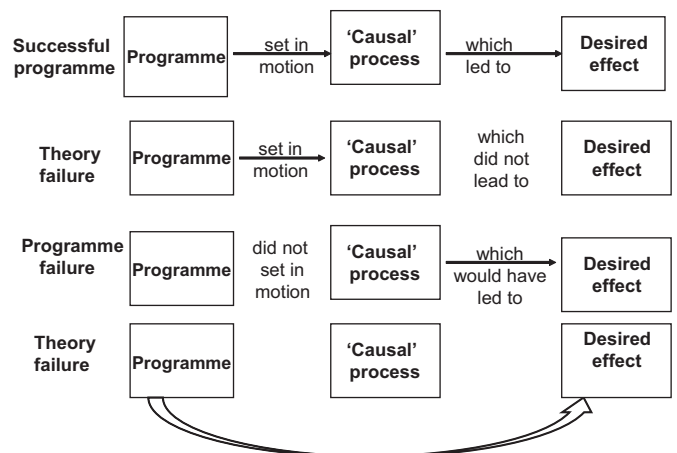 Successful
programme
Programme
set in
motion
‘Causal’
process
which
led to
Desired
effect
Theory
failure
Programme
set in
motion
‘Causal’
process
which
did not
lead to
Desired
effect
Programme
failure
Programme
did not
set in
motion
‘Causal’
process
which
would have
led to
Desired
effect
Theory
failure
Programme
‘Causal’
process
Desired
effect